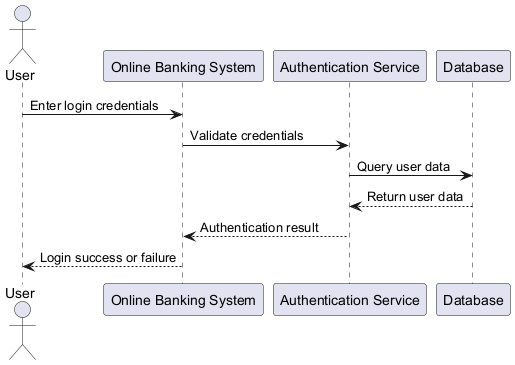 User
Online Banking System
Authentication Service
Database
Enter login credentials
Validate credentials
Query user data
Return user data
Authentication result
Login success or failure
User
Online Banking System
Authentication Service
Database